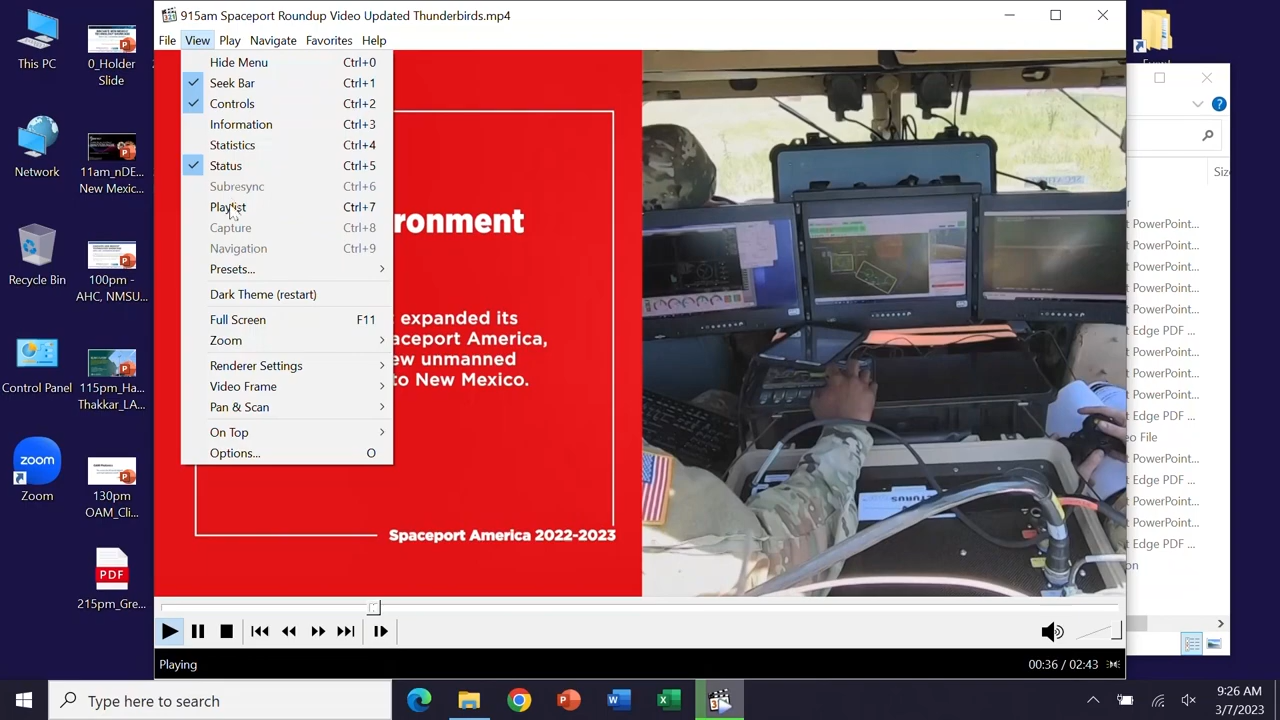 This PC
Network
Recycle Bin
Control Panel
Zoom
zoom
0_Holder
Slide
11am_nDE...
New Mexic...
100pm -
AHC, NMSU...
115pm_Ha...
Thakkar_LA...
130pm
OAM_Cli...
PDF
215pm_Gre...
915am Spaceport Roundup Video Updated Thunderbirds.mp4
File View Play Navigate Favorites Help
Hide Menu Ctrl+0
Seek Bar Ctrl+1
Controls Ctrl+2
Information Ctrl+3
Statistics Ctrl+4
Status Ctrl+5
Subresync Ctrl+6
Playlist Ctrl+7
Capture Ctrl+8
Navigation Ctrl+9
Presets...
Dark Theme (restart)
Full Screen F11
Zoom
Renderer Settings
Video Frame
Pan & Scan
On Top
Options... O
ronment
expanded its
aceport America,
ew unmanned
to New Mexico.
Spaceport America 2022-2023
Playing
00:36 / 02:43
Siz
r
t PowerPoint...
t PowerPoint...
t PowerPoint...
t PowerPoint...
t PowerPoint...
t Edge PDF ...
t PowerPoint...
t PowerPoint...
t PowerPoint...
t Edge PDF ...
eo File
t PowerPoint...
t Edge PDF ...
t PowerPoint...
t PowerPoint...
t Edge PDF ...
on
Type here to search
9:26 AM
3/7/2023